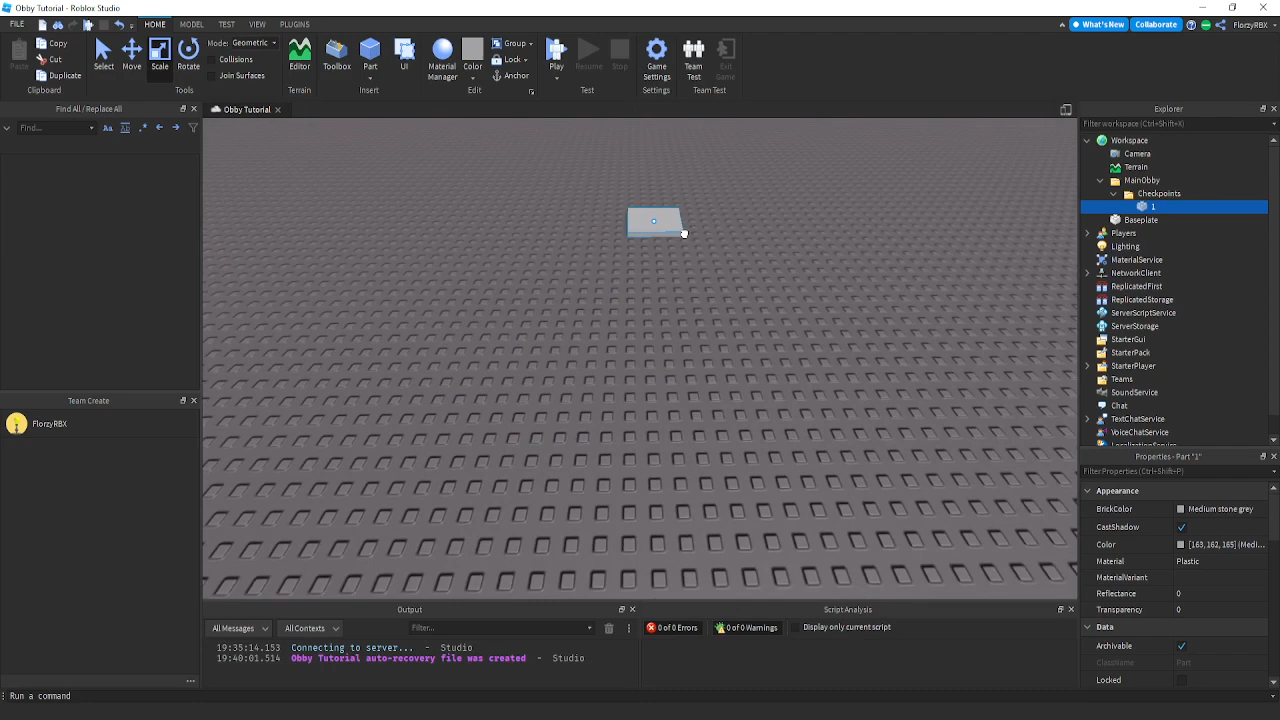 Obby Tutorial - Roblox Studio
FILE HOME MODEL TEST VIEW PLUGINS What's New Collaborate FlorzyRBX
Paste Copy Cut Duplicate Clipboard
Select Move Scale Rotate Mode: Geometric Collisions Join Surfaces Tools
Editor Terrain
Toolbox Part UI Insert
Material Manager Color Group Lock Anchor Edit
Play Resume Stop Test
Game Settings Settings
Team Test Exit Game Team Test
Find All / Replace All
Find... Aa Ab .*
Team Create
FlorzyRBX
Obby Tutorial
Explorer
Filter workspace (Ctrl+Shift+X)
Workspace
Camera
Terrain
MainObby
Checkpoints
1
Baseplate
Players
Lighting
MaterialService
NetworkClient
ReplicatedFirst
ReplicatedStorage
ServerScriptService
ServerStorage
StarterGui
StarterPack
StarterPlayer
Teams
SoundService
Chat
TextChatService
VoiceChatService
LocalizationService
Properties - Part "1"
Filter Properties (Ctrl+Shift+P)
Appearance
BrickColor Medium stone grey
CastShadow
Color [163, 162, 165] (Medi...
Material Plastic
MaterialVariant
Reflectance 0
Transparency 0
Data
Archivable
ClassName Part
Locked
Output
All Messages All Contexts Filter...
19:35:14.153 Connecting to server... - Studio
19:40:01.514 Obby Tutorial auto-recovery file was created - Studio
Script Analysis
0 of 0 Errors 0 of 0 Warnings Display only current script
Run a command